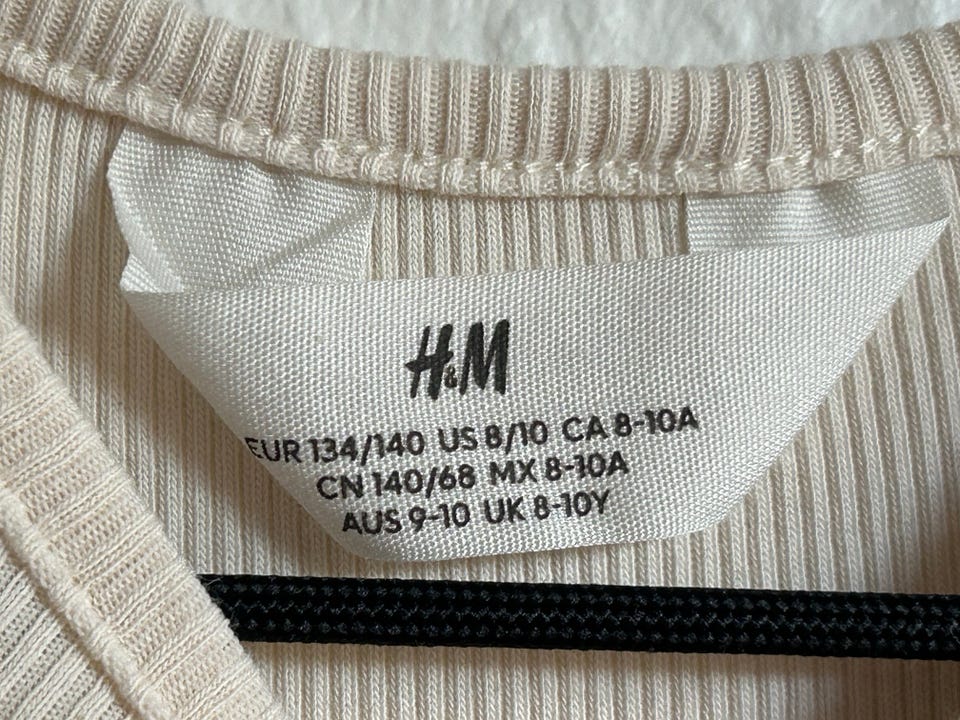 H&M
EUR 134/140 US 8/10 CA 8-10A
CN 140/68 MX 8-10A
AUS 9-10 UK 8-10Y